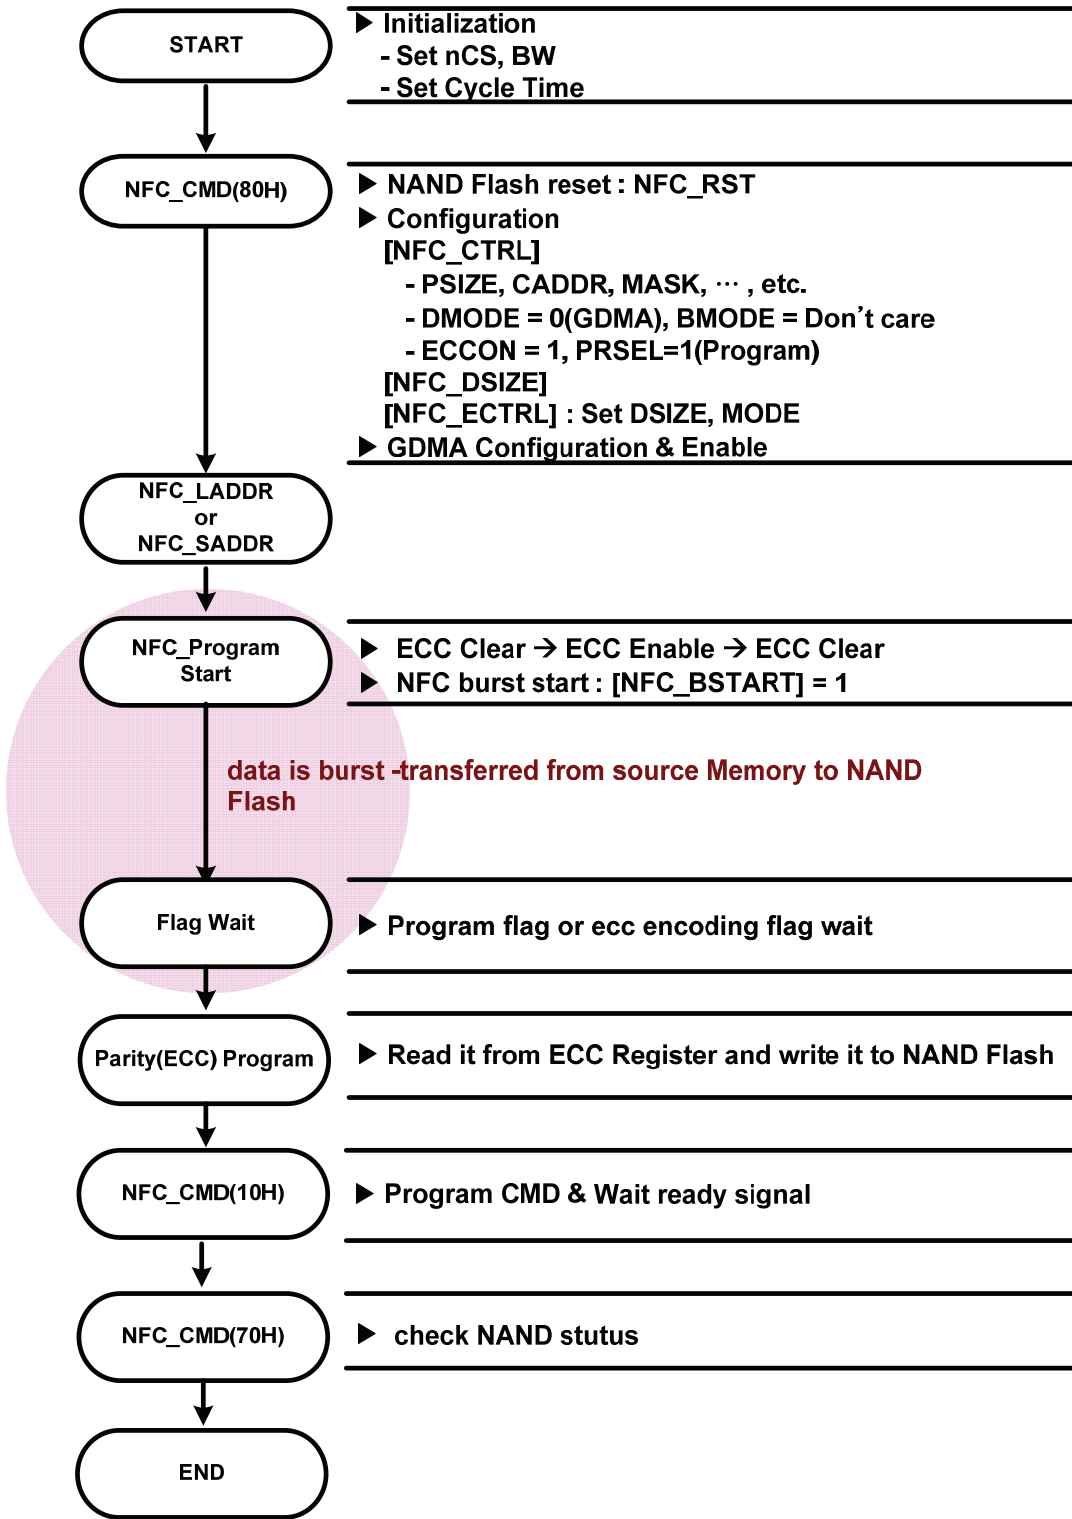 START
▶ Initialization
- Set nCS, BW
- Set Cycle Time
NFC_CMD(80H)
▶ NAND Flash reset : NFC_RST
▶ Configuration
[NFC_CTRL]
- PSIZE, CADDR, MASK, ··· , etc.
- DMODE = 0(GDMA), BMODE = Don't care
- ECCON = 1, PRSEL=1(Program)
[NFC_DSIZE]
[NFC_ECTRL] : Set DSIZE, MODE
▶ GDMA Configuration & Enable
NFC_LADDR
or
NFC_SADDR
NFC_Program
Start
▶ ECC Clear → ECC Enable → ECC Clear
▶ NFC burst start : [NFC_BSTART] = 1
data is burst -transferred from source Memory to NAND
Flash
Flag Wait
▶ Program flag or ecc encoding flag wait
Parity(ECC) Program
▶ Read it from ECC Register and write it to NAND Flash
NFC_CMD(10H)
▶ Program CMD & Wait ready signal
NFC_CMD(70H)
▶ check NAND stutus
END